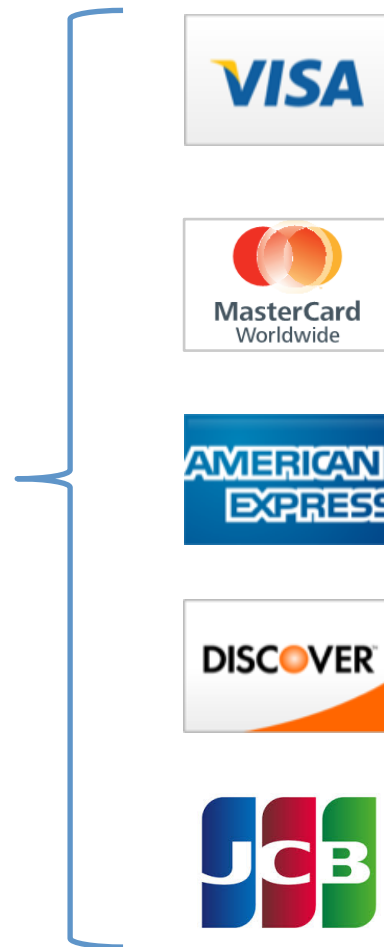 VISA
MasterCard
Worldwide
AMERICAN
EXPRESS
DISCOVER
JCB